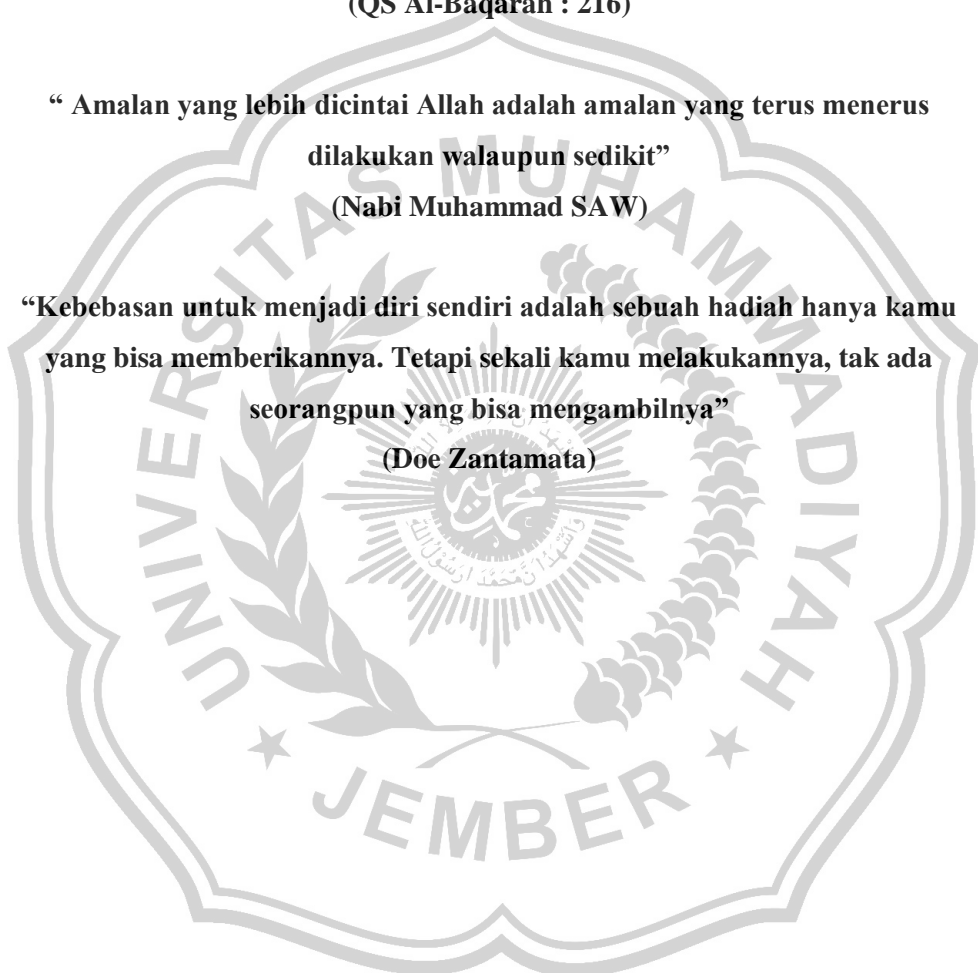 (QS Al-Baqarah : 216)
“ Amalan yang lebih dicintai Allah adalah amalan yang terus menerus
dilakukan walaupun sedikit”
(Nabi Muhammad SAW)
“Kebebasan untuk menjadi diri sendiri adalah sebuah hadiah hanya kamu
yang bisa memberikannya. Tetapi sekali kamu melakukannya, tak ada
seorangpun yang bisa mengambilnya”
(Doe Zantamata)
UNIVERSITAS MUHAMMADIYAH
JEMBER